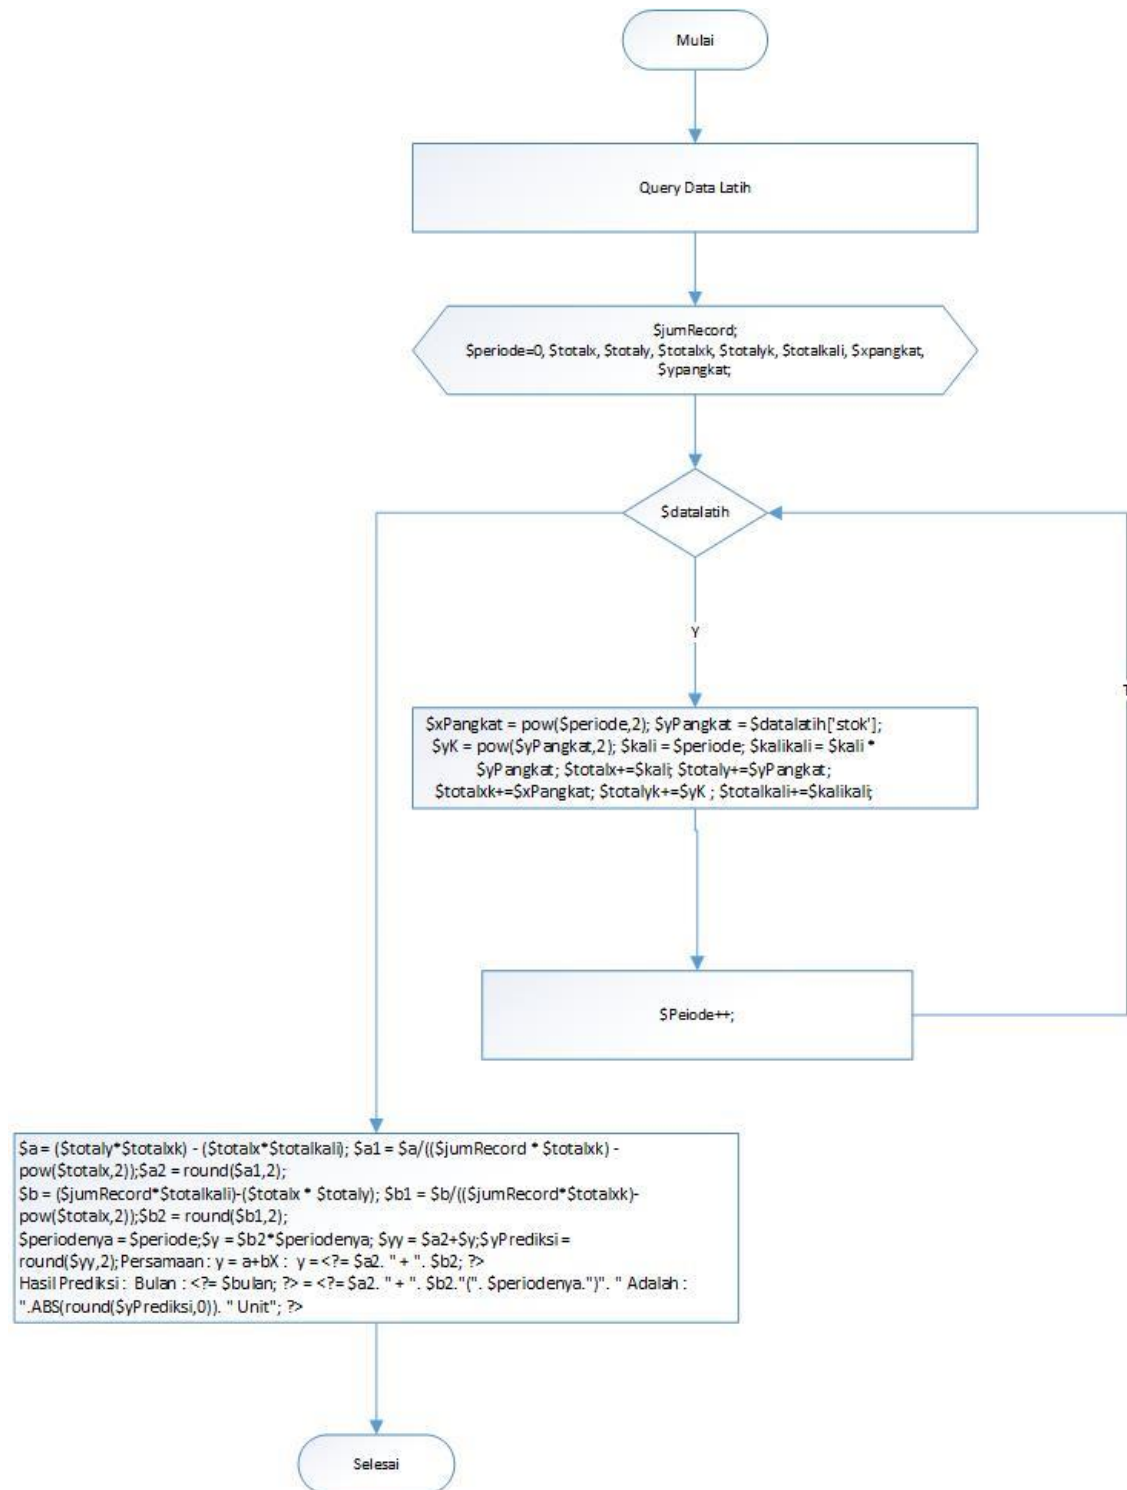 Mulai
Query Data Latih
$jumRecord;
$periode=0, $totalx, $totaly, $totalxk, $totalyk, $totalkali, $xpangkat,
$ypangkat;
$datalatih
Y
T
$xPangkat = pow($periode,2); $yPangkat = $datalatih['stok'];
$yK = pow($yPangkat,2); $kali = $periode; $kalikali = $kali *
$yPangkat; $totalx+=$kali; $totaly+=$yPangkat;
$totalxk+=$xPangkat; $totalyk+=$yK ; $totalkali+=$kalikali;
$Peiode++;
$a = ($totaly*$totalxk) - ($totalx*$totalkali); $a1 = $a/(($jumRecord * $totalxk) -
pow($totalx,2));$a2 = round($a1,2);
$b = ($jumRecord*$totalkali)-($totalx * $totaly); $b1 = $b/(($jumRecord*$totalxk)-
pow($totalx,2));$b2 = round($b1,2);
$periodenya = $periode;$y = $b2*$periodenya; $yy = $a2+$y;$yPrediksi =
round($yy,2);Persamaan : y = a+bX : y = <?= $a2. " + ". $b2; ?>
Hasil Prediksi : Bulan : <?= $bulan; ?> = <?= $a2. " + ". $b2."(". $periodenya.")". " Adalah :
".ABS(round($yPrediksi,0)). " Unit"; ?>
Selesai